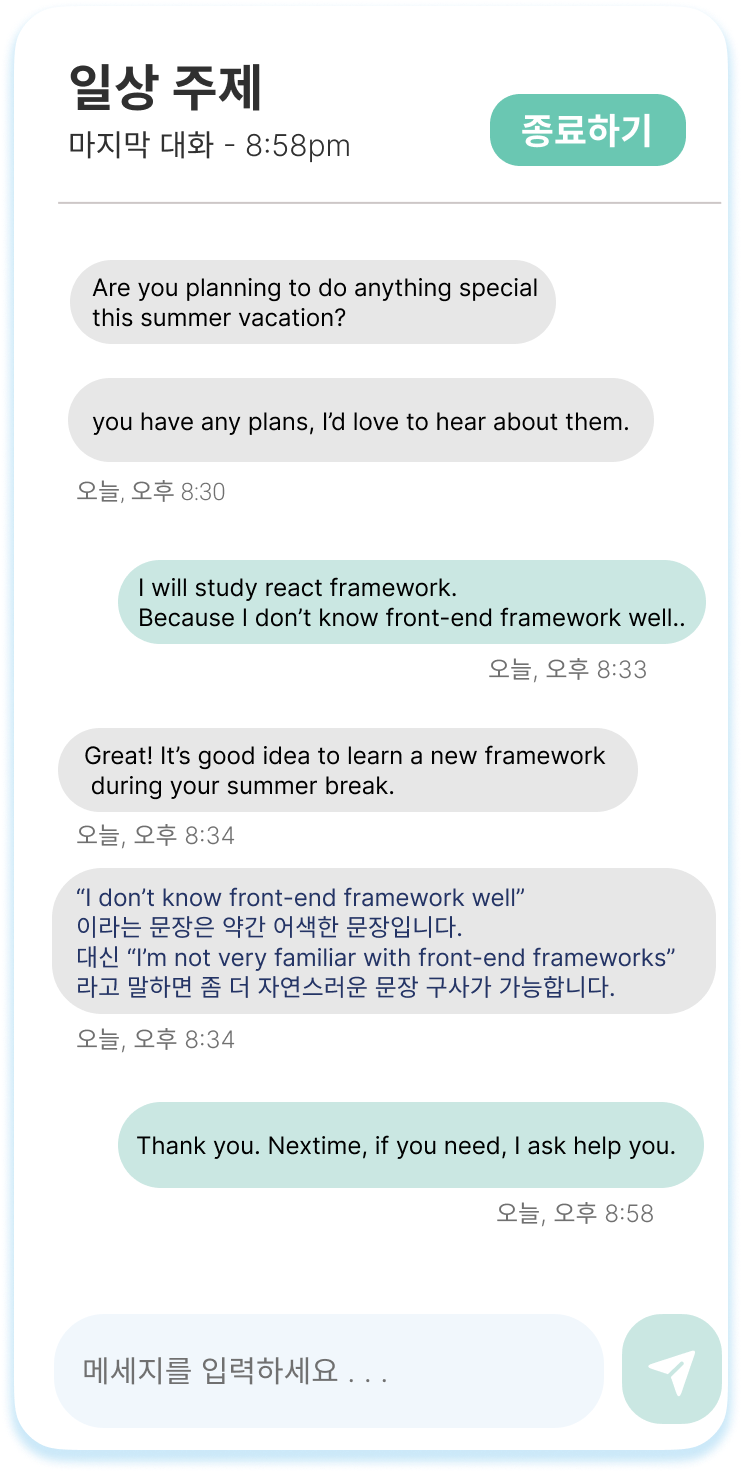 일상 주제
마지막 대화 - 8:58pm
종료하기
Are you planning to do anything special
this summer vacation?
you have any plans, I’d love to hear about them.
오늘, 오후 8:30
I will study react framework.
Because I don’t know front-end framework well..
오늘, 오후 8:33
Great! It’s good idea to learn a new framework
during your summer break.
오늘, 오후 8:34
“I don’t know front-end framework well”
이라는 문장은 약간 어색한 문장입니다.
대신 “I’m not very familiar with front-end frameworks”
라고 말하면 좀 더 자연스러운 문장 구사가 가능합니다.
오늘, 오후 8:34
Thank you. Nextime, if you need, I ask help you.
오늘, 오후 8:58
메세지를 입력하세요 . . .